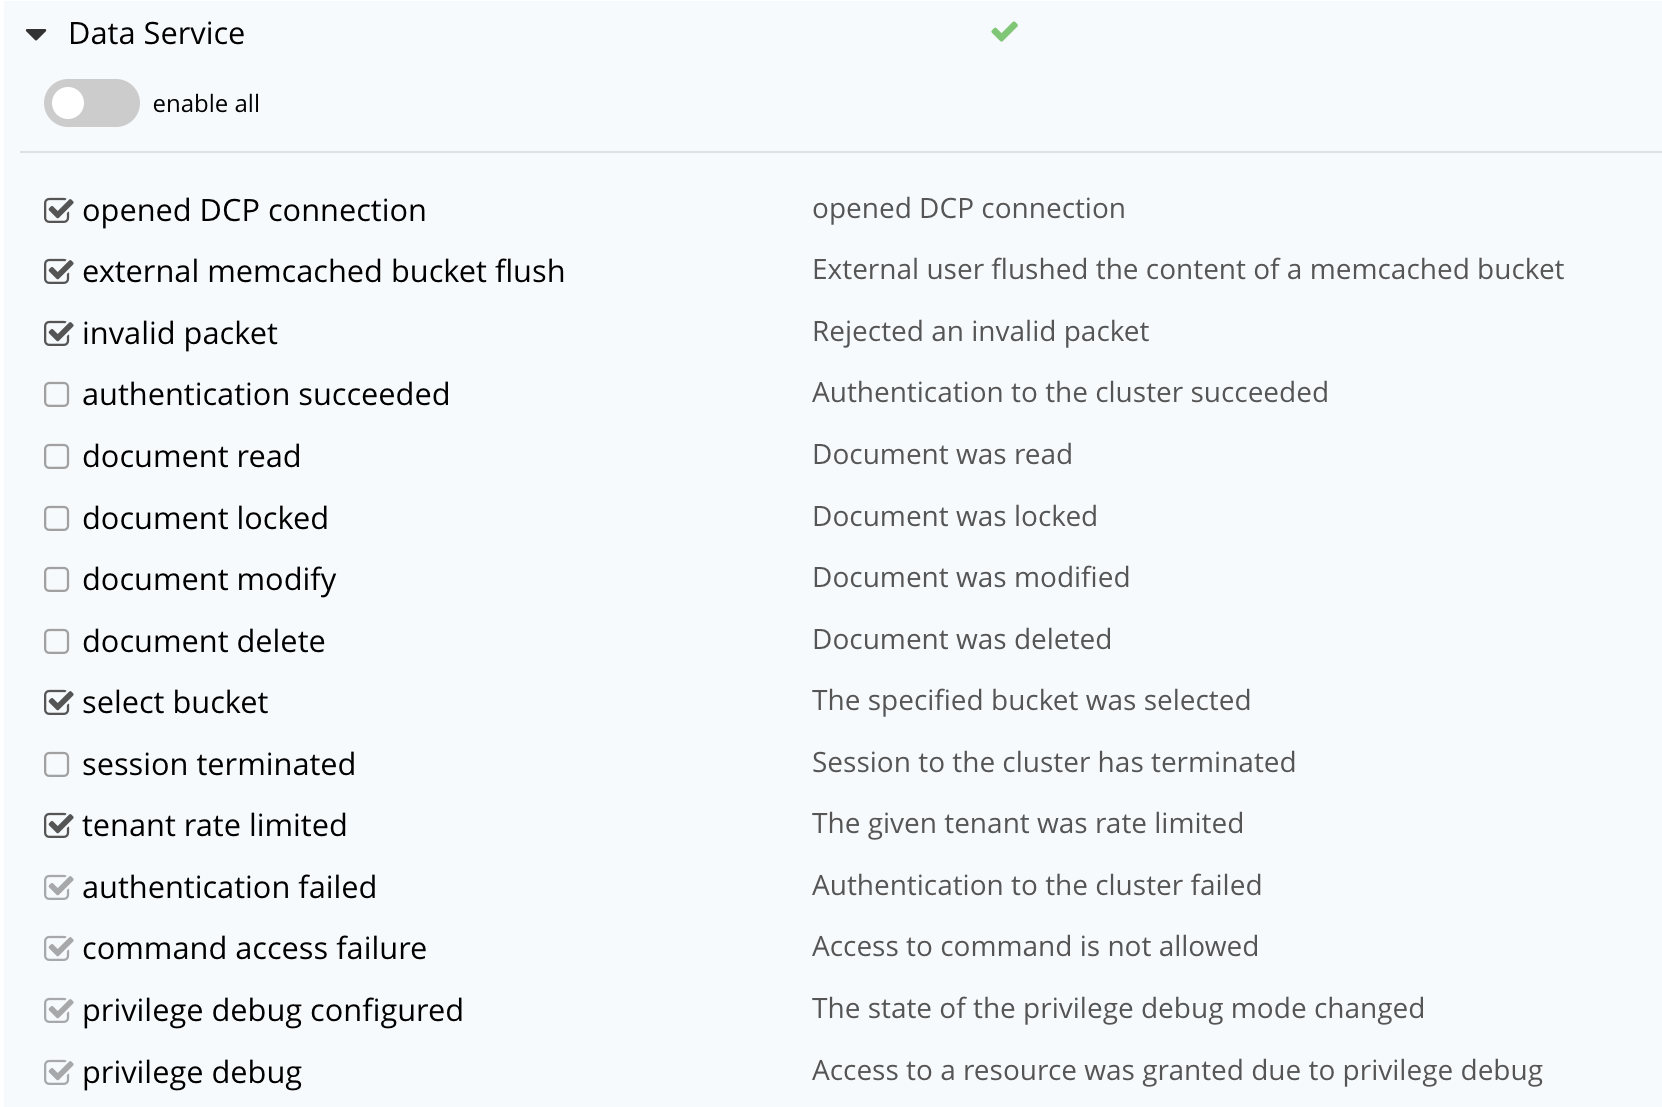 Data Service
enable all
opened DCP connection opened DCP connection
external memcached bucket flush External user flushed the content of a memcached bucket
invalid packet Rejected an invalid packet
authentication succeeded Authentication to the cluster succeeded
document read Document was read
document locked Document was locked
document modify Document was modified
document delete Document was deleted
select bucket The specified bucket was selected
session terminated Session to the cluster has terminated
tenant rate limited The given tenant was rate limited
authentication failed Authentication to the cluster failed
command access failure Access to command is not allowed
privilege debug configured The state of the privilege debug mode changed
privilege debug Access to a resource was granted due to privilege debug